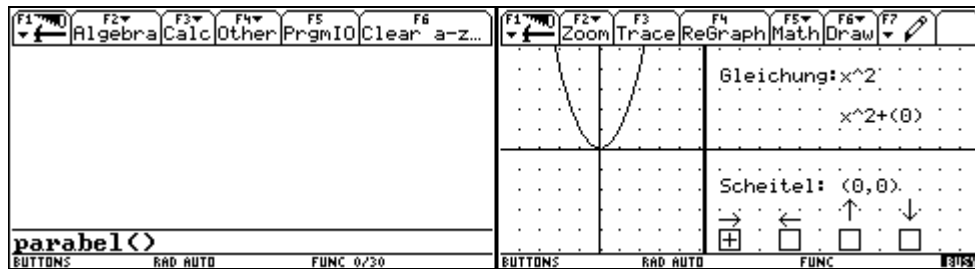 F1 F2 Algebra F3 Calc F4 Other F5 PrgmIO F6 Clear a-z…
parabel()
BUTTONS RAD AUTO FUNC 0/30
F1 F2 Zoom F3 Trace F4 ReGraph F5 Math F6 Draw F7
Gleichung:x^2
x^2+(0)
Scheitel: (0,0)
BUTTONS RAD AUTO FUNC BUSY